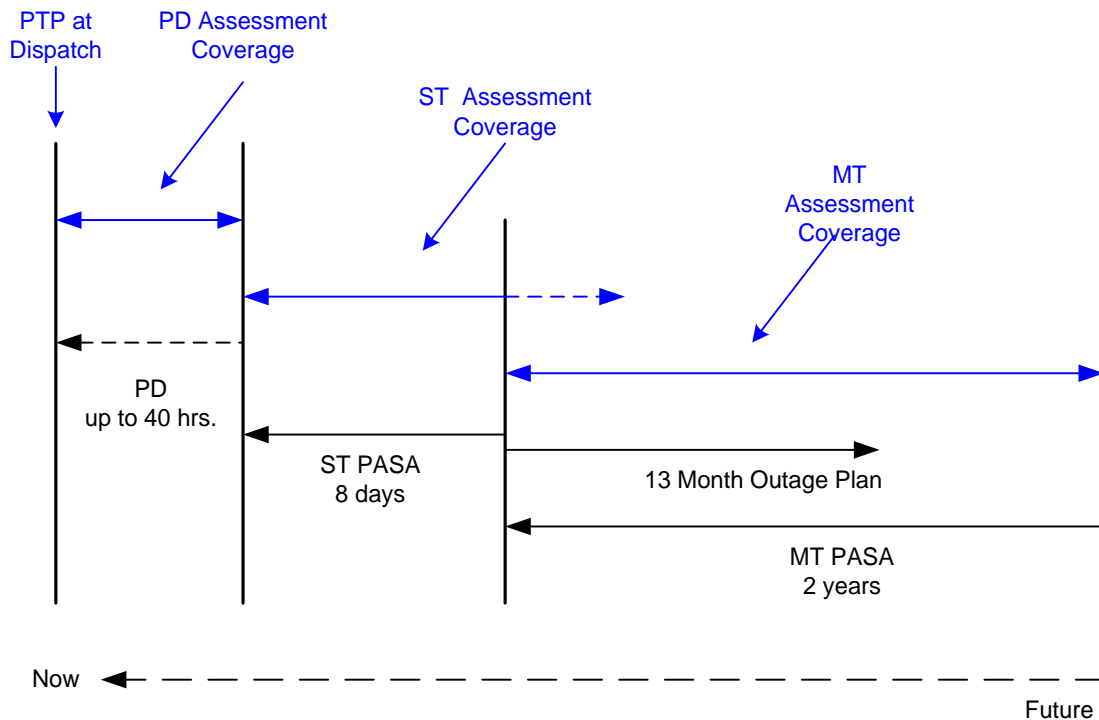 PTP at
Dispatch
PD Assessment
Coverage
ST Assessment
Coverage
MT
Assessment
Coverage
PD
up to 40 hrs.
ST PASA
8 days
13 Month Outage Plan
MT PASA
2 years
Now
Future